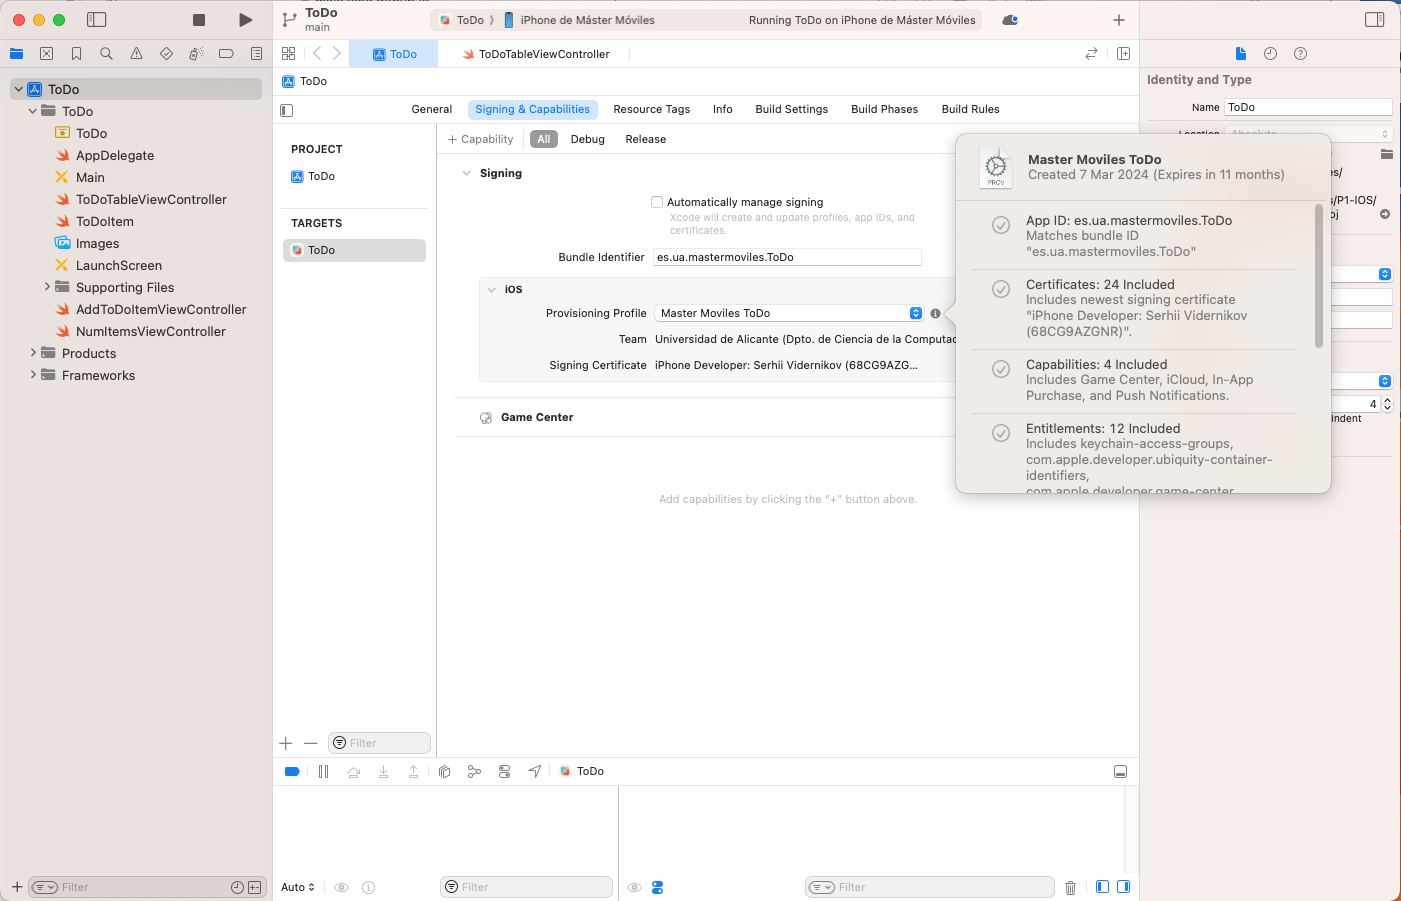 ToDo
main
ToDo
iPhone de Máster Móviles
Running ToDo on iPhone de Máster Móviles
ToDo
ToDoTableViewController
ToDo
ToDo
ToDo
ToDo
AppDelegate
Main
ToDoTableViewController
ToDoItem
Images
LaunchScreen
Supporting Files
AddToDoItemViewController
NumItemsViewController
Products
Frameworks
Filter
ToDo
General
Signing & Capabilities
Resource Tags
Info
Build Settings
Build Phases
Build Rules
PROJECT
ToDo
TARGETS
ToDo
Filter
+ Capability
All
Debug
Release
Signing
Automatically manage signing
Xcode will create and update profiles, app IDs, and
certificates.
Bundle Identifier
es.ua.mastermoviles.ToDo
iOS
Provisioning Profile
Master Moviles ToDo
Team
Universidad de Alicante (Dpto. de Ciencia de la Computac
Signing Certificate
iPhone Developer: Serhii Vidernikov (68CG9AZG...
Game Center
Add capabilities by clicking the "+" button above.
PROV
Master Moviles ToDo
Created 7 Mar 2024 (Expires in 11 months)
App ID: es.ua.mastermoviles.ToDo
Matches bundle ID
"es.ua.mastermoviles.ToDo"
Certificates: 24 Included
Includes newest signing certificate
"iPhone Developer: Serhii Vidernikov
(68CG9AZGNR)".
Capabilities: 4 Included
Includes Game Center, iCloud, In-App
Purchase, and Push Notifications.
Entitlements: 12 Included
Includes keychain-access-groups,
com.apple.developer.ubiquity-container-
identifiers,
com.apple.developer.game-center
Identity and Type
Name
ToDo
Location
Absolute
es/
s/P1-IOS/
oj
4
Indent
ToDo
Auto
Filter
Filter